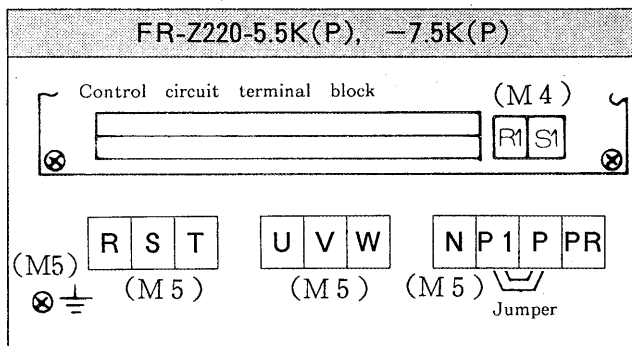 FR-Z220-5.5K(P), −7.5K(P)
Control circuit terminal block
(M4)
R1 S1
R S T
U V W
N P1 P PR
(M5)
(M5)
(M5)
(M5)
Jumper